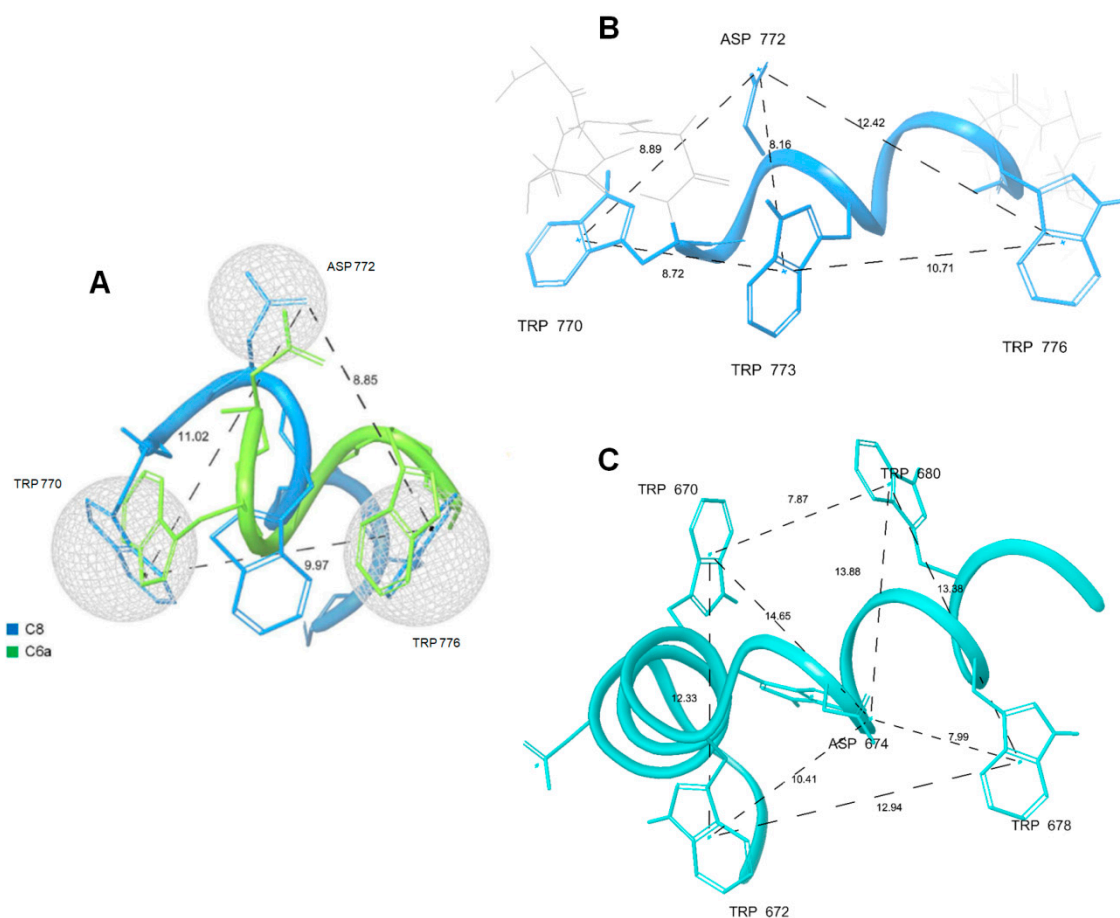 A
ASP 772
8.85
11.02
TRP 770
9.97
TRP 776
C8
C6a
B
ASP 772
12.42
8.89
8.16
8.72
10.71
TRP 770
TRP 773
TRP 776
C
TRP 670
TRP 680
7.87
13.88
13.38
14.65
12.33
ASP 674
7.99
10.41
12.94
TRP 678
TRP 672